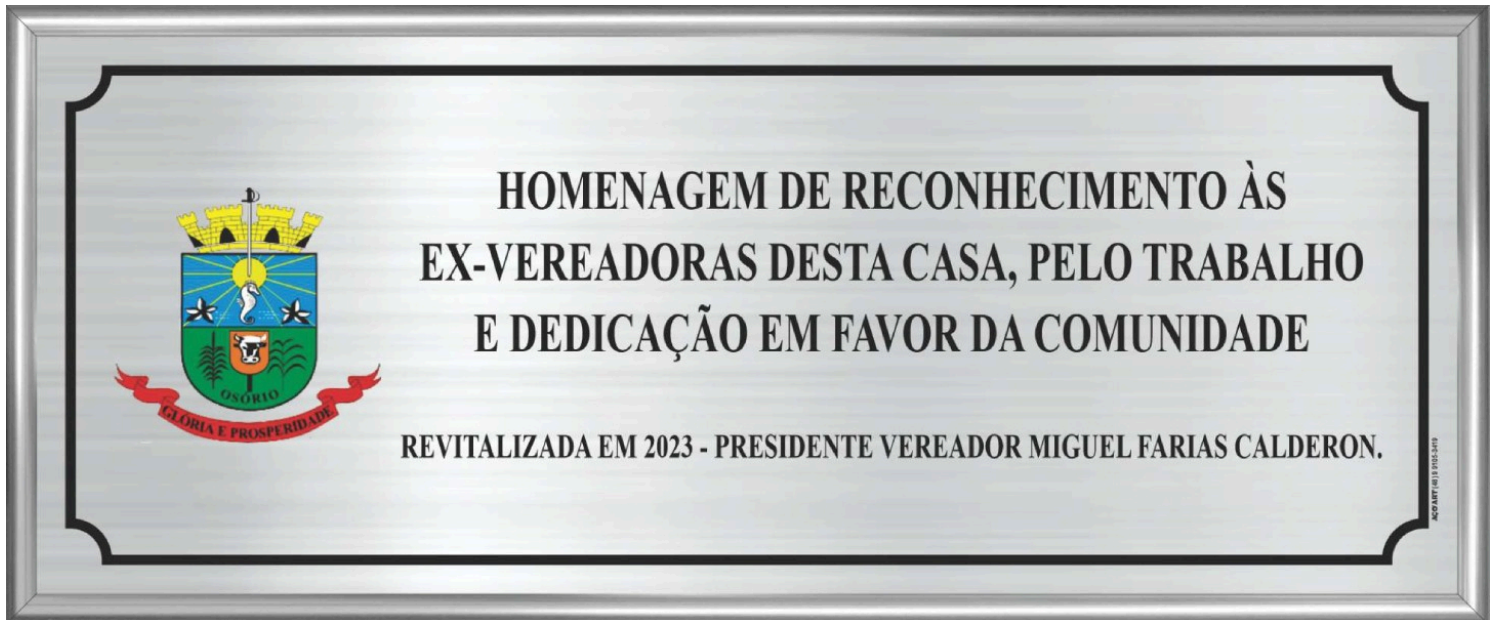 HOMENAGEM DE RECONHECIMENTO ÀS
EX-VEREADORAS DESTA CASA, PELO TRABALHO
E DEDICAÇÃO EM FAVOR DA COMUNIDADE
REVITALIZADA EM 2023 - PRESIDENTE VEREADOR MIGUEL FARIAS CALDERON.
OSÓRIO
GLÓRIA E PROSPERIDADE